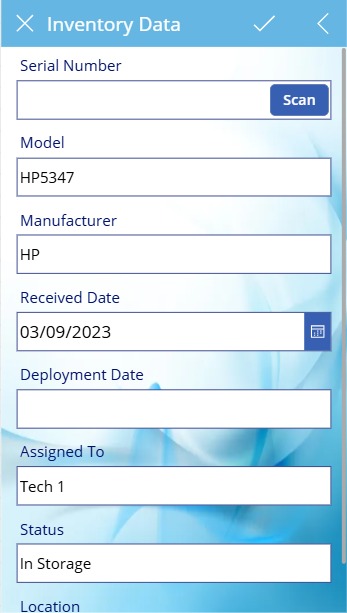 Inventory Data
Serial Number
Scan
Model
HP5347
Manufacturer
HP
Received Date
03/09/2023
Deployment Date
Assigned To
Tech 1
Status
In Storage
Location